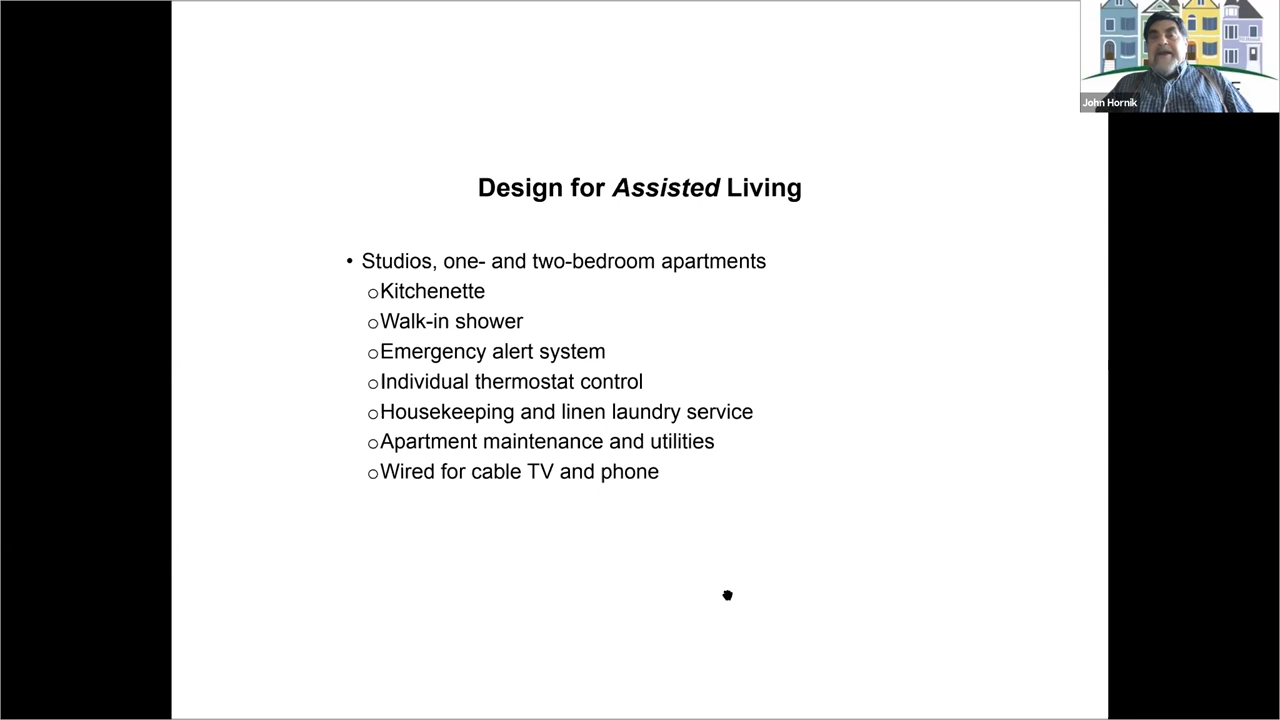 Design for Assisted Living
• Studios, one- and two-bedroom apartments
o Kitchenette
o Walk-in shower
o Emergency alert system
o Individual thermostat control
o Housekeeping and linen laundry service
o Apartment maintenance and utilities
o Wired for cable TV and phone
John Hornik